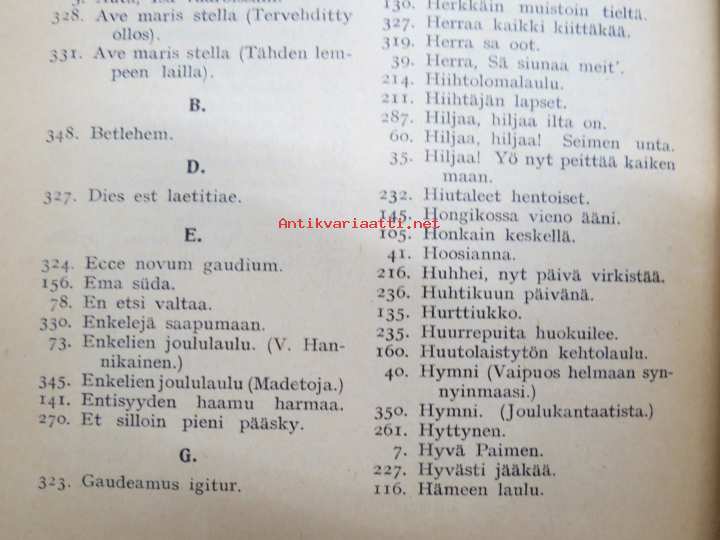 328. Ave maris stella (Tervehditty
ollos).
331. Ave maris stella (Tähden lem-
peen lailla).
B.
348. Betlehem.
D.
327. Dies est laetitiae.
E.
324. Ecce novum gaudium.
156. Ema süda.
78. En etsi valtaa.
330. Enkelejä saapumaan.
73. Enkelien joululaulu. (V. Han-
nikainen.)
345. Enkelien joululaulu (Madetoja.)
141. Entisyyden haamu harmaa.
270. Et silloin pieni pääsky.
G.
323. Gaudeamus igitur.
130. Herkkäin muistoin tieltä.
327. Herraa kaikki kiittäkää.
319. Herra sa oot.
39. Herra, Sä siunaa meit'.
214. Hiihtolomalaulu.
211. Hiihtäjän lapset.
287. Hiljaa, hiljaa ilta on.
60. Hiljaa, hiljaa! Seimen unta.
35. Hiljaa! Yö nyt peittää kaiken
maan.
232. Hiutaleet hentoiset.
145. Hongikossa vieno ääni.
Antikvariaatti.net
105. Honkain keskellä.
41. Hoosianna.
216. Huhhei, nyt päivä virkistää.
236. Huhtikuun päivänä.
135. Hurttiukko.
235. Huurrepuita huokuilee.
160. Huutolaistytön kehtolaulu.
40. Hymni (Vaipuos helmaan syn-
nyinmaasi.)
350. Hymni. (Joulukantaatista.)
261. Hyttynen.
7. Hyvä Paimen.
227. Hyvästi jääkää.
116. Hämeen laulu.